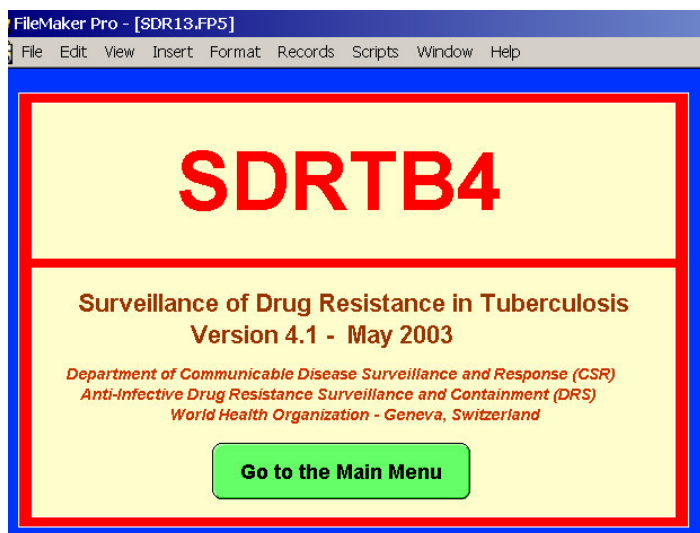 FileMaker Pro - [SDR13.FP5]
File Edit View Insert Format Records Scripts Window Help
SDRTB4
Surveillance of Drug Resistance in Tuberculosis
Version 4.1 - May 2003
Department of Communicable Disease Surveillance and Response (CSR)
Anti-Infective Drug Resistance Surveillance and Containment (DRS)
World Health Organization - Geneva, Switzerland
Go to the Main Menu